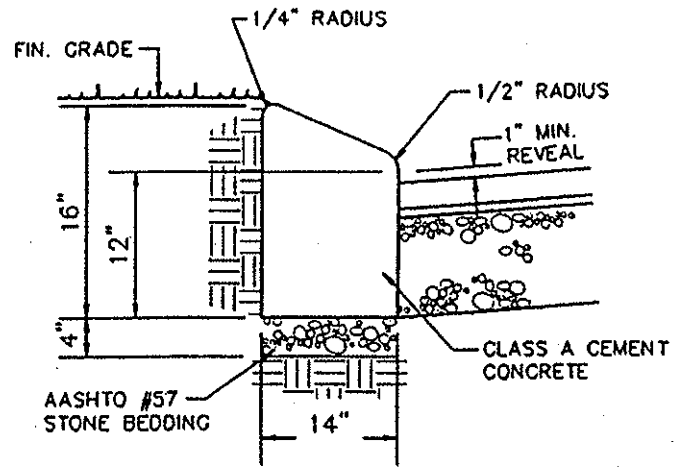 1/4" RADIUS
FIN. GRADE
1/2" RADIUS
1" MIN.
REVEAL
16"
12"
4"
CLASS A CEMENT
CONCRETE
AASHTO #57
STONE BEDDING
14"